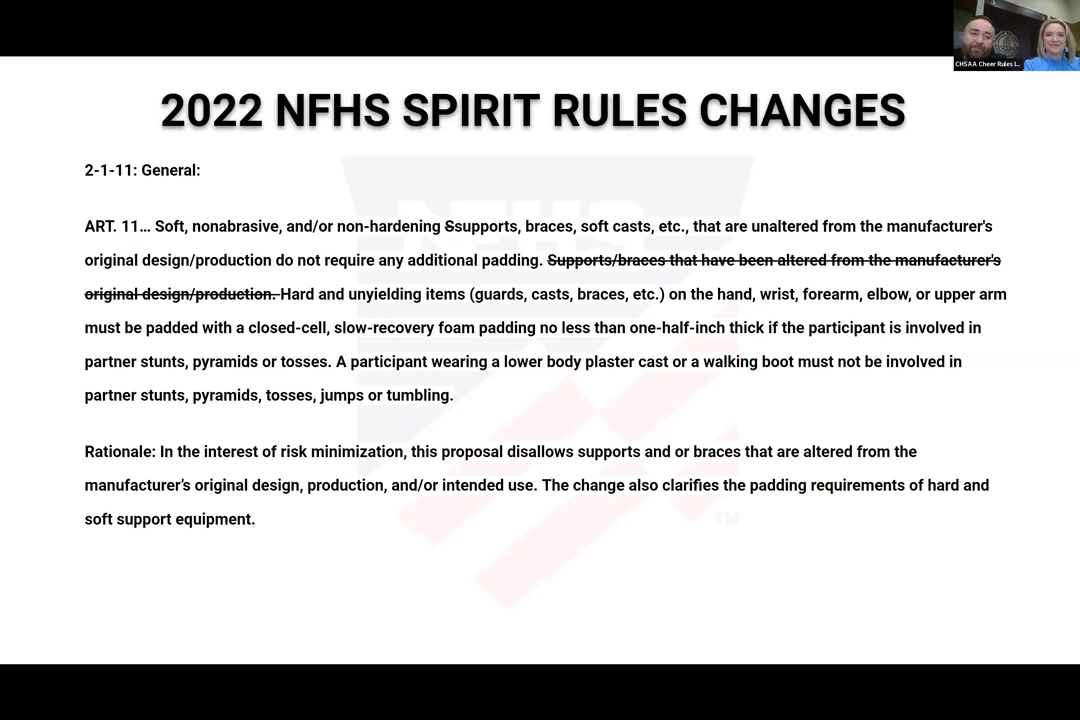 CHSAA Cheer Rules I...
2022 NFHS SPIRIT RULES CHANGES
2-1-11: General:
ART. 11... Soft, nonabrasive, and/or non-hardening Ssupports, braces, soft casts, etc., that are unaltered from the manufacturer's
original design/production do not require any additional padding. Supports/braces that have been altered from the manufacturer's
original design/production. Hard and unyielding items (guards, casts, braces, etc.) on the hand, wrist, forearm, elbow, or upper arm
must be padded with a closed-cell, slow-recovery foam padding no less than one-half-inch thick if the participant is involved in
partner stunts, pyramids or tosses. A participant wearing a lower body plaster cast or a walking boot must not be involved in
partner stunts, pyramids, tosses, jumps or tumbling.
Rationale: In the interest of risk minimization, this proposal disallows supports and or braces that are altered from the
manufacturer’s original design, production, and/or intended use. The change also clarifies the padding requirements of hard and
soft support equipment.
NFHS
TM